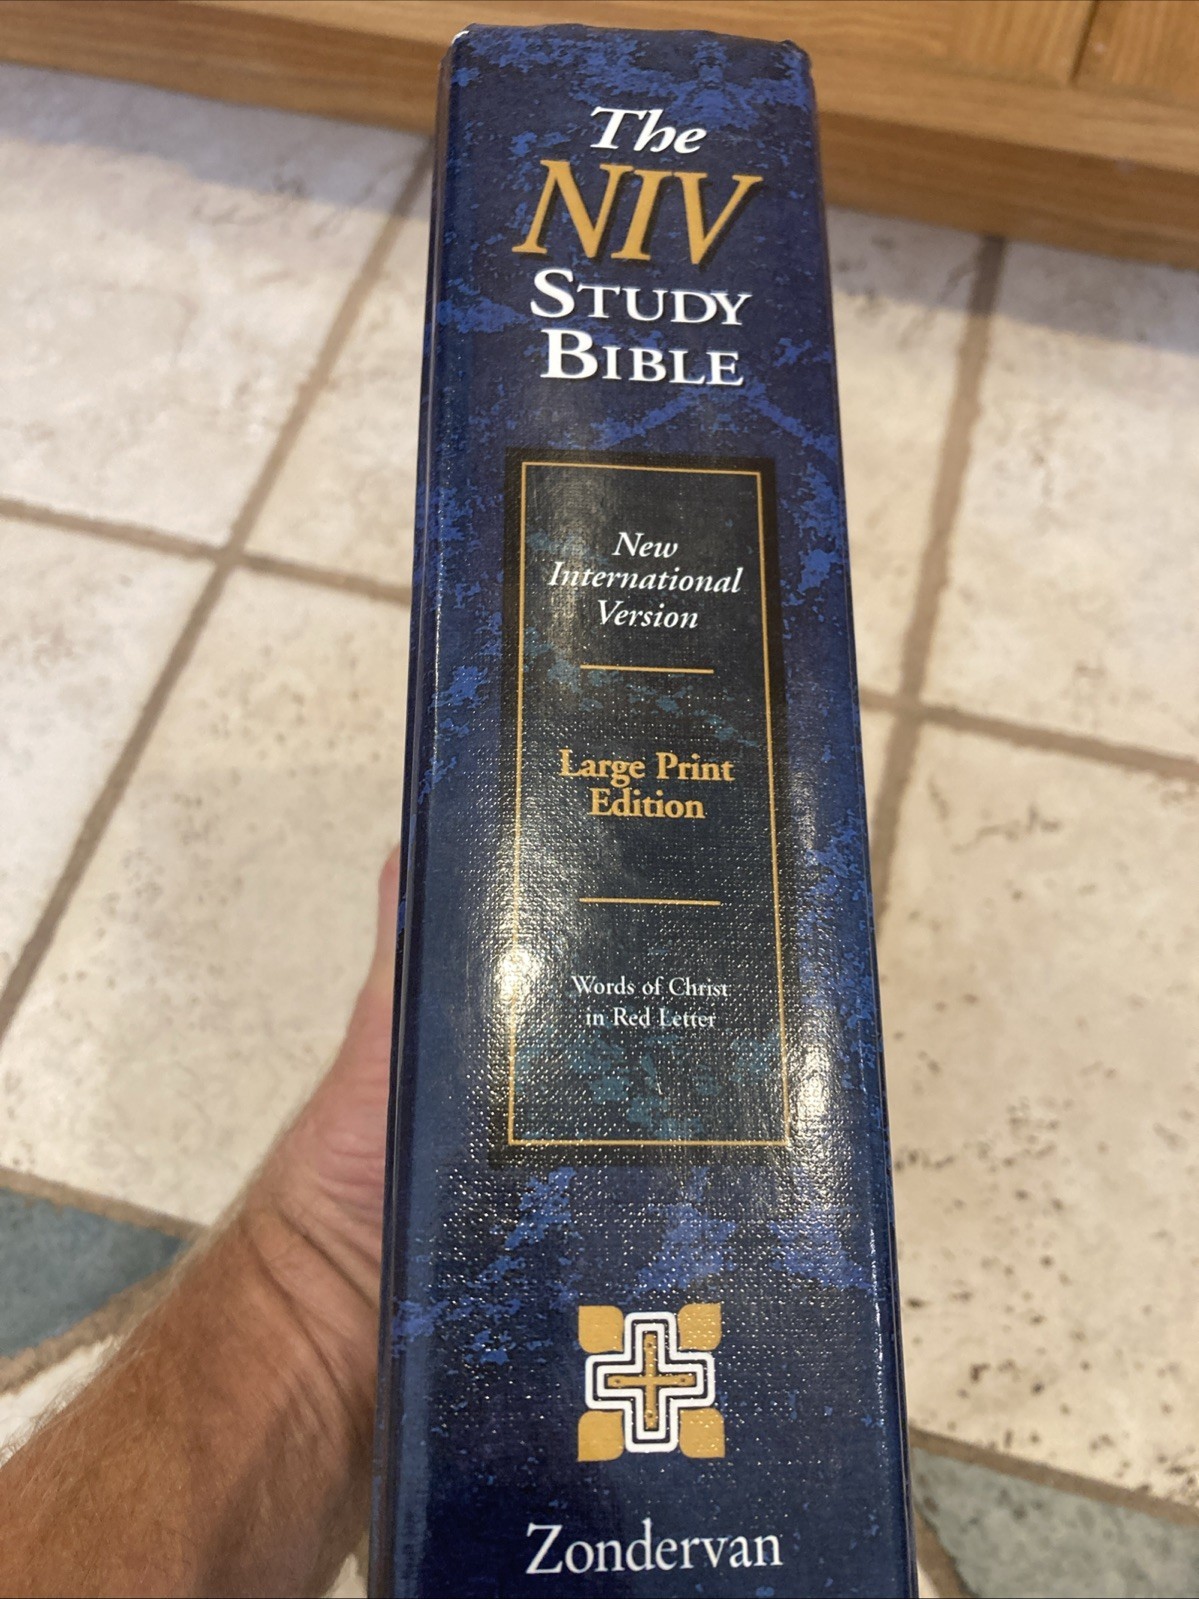 The
NIV
STUDY
BIBLE
New
International
Version
Large Print
Edition
Words of Christ
in Red Letter
Zondervan